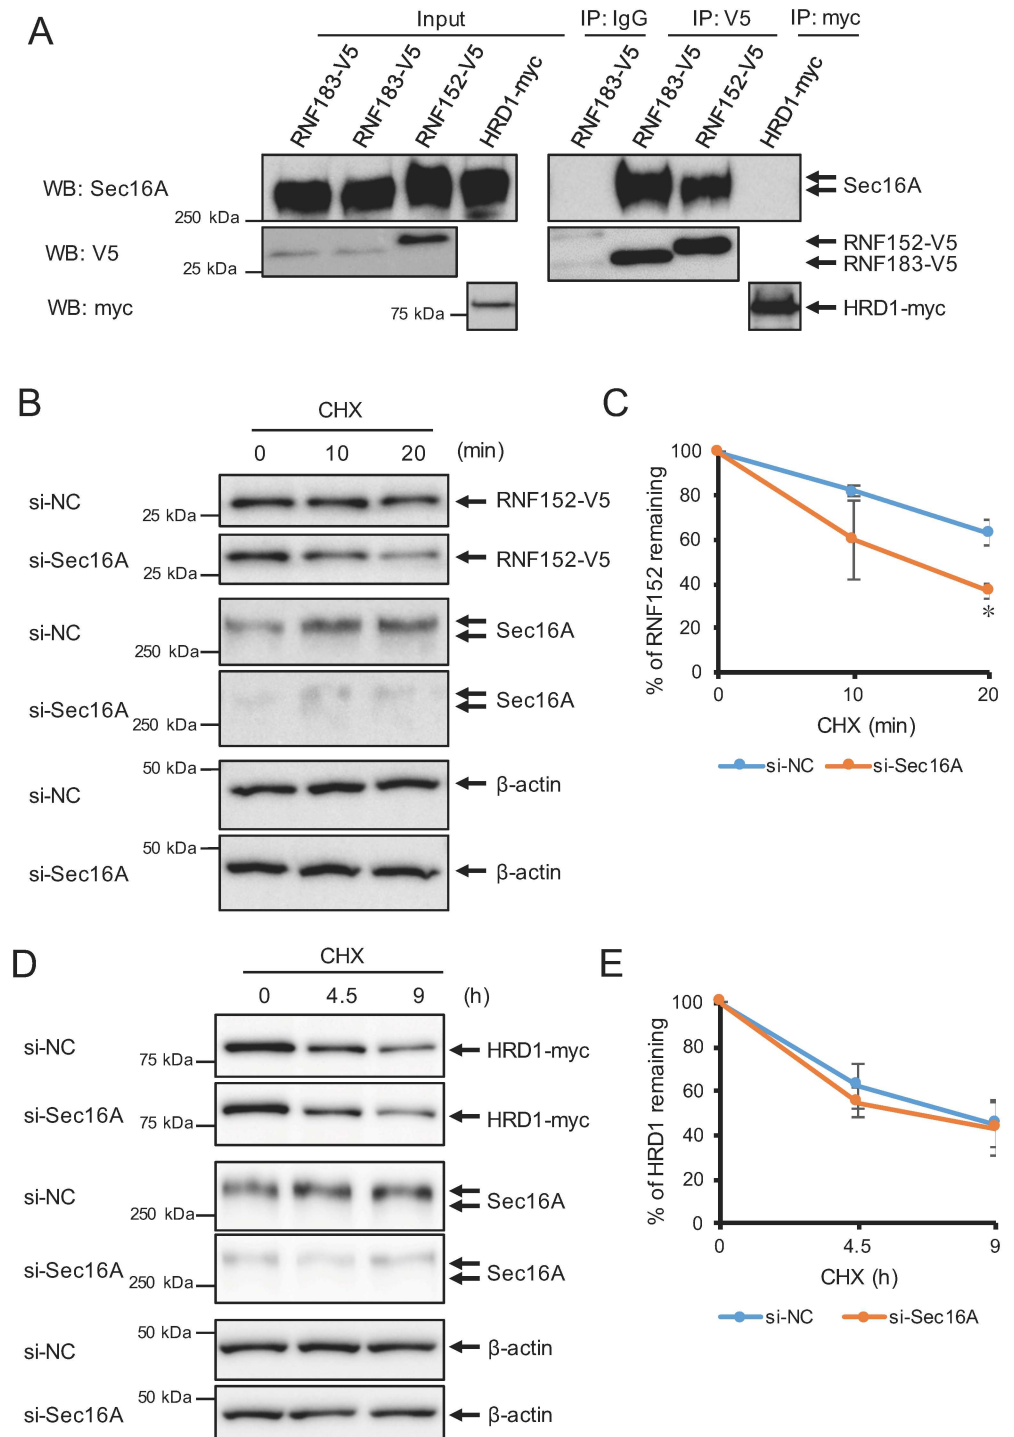 A
Input
IP: IgG
IP: V5
IP: myc
RNF183-V5
RNF183-V5
RNF152-V5
HRD1-myc
RNF183-V5
RNF183-V5
RNF152-V5
HRD1-myc
WB: Sec16A
250 kDa
Sec16A
WB: V5
25 kDa
RNF152-V5
RNF183-V5
WB: myc
75 kDa
HRD1-myc
B
CHX
0 10 20 (min)
si-NC
25 kDa
RNF152-V5
si-Sec16A
25 kDa
RNF152-V5
si-NC
250 kDa
Sec16A
si-Sec16A
250 kDa
Sec16A
50 kDa
si-NC
β-actin
50 kDa
si-Sec16A
β-actin
C
% of RNF152 remaining
100
80
60
40
20
0
*
0 10 20
CHX (min)
si-NC si-Sec16A
D
CHX
0 4.5 9 (h)
si-NC
75 kDa
HRD1-myc
si-Sec16A
75 kDa
HRD1-myc
si-NC
250 kDa
Sec16A
si-Sec16A
250 kDa
Sec16A
50 kDa
si-NC
β-actin
50 kDa
si-Sec16A
β-actin
E
% of HRD1 remaining
100
80
60
40
20
0
0 4.5 9
CHX (h)
si-NC si-Sec16A